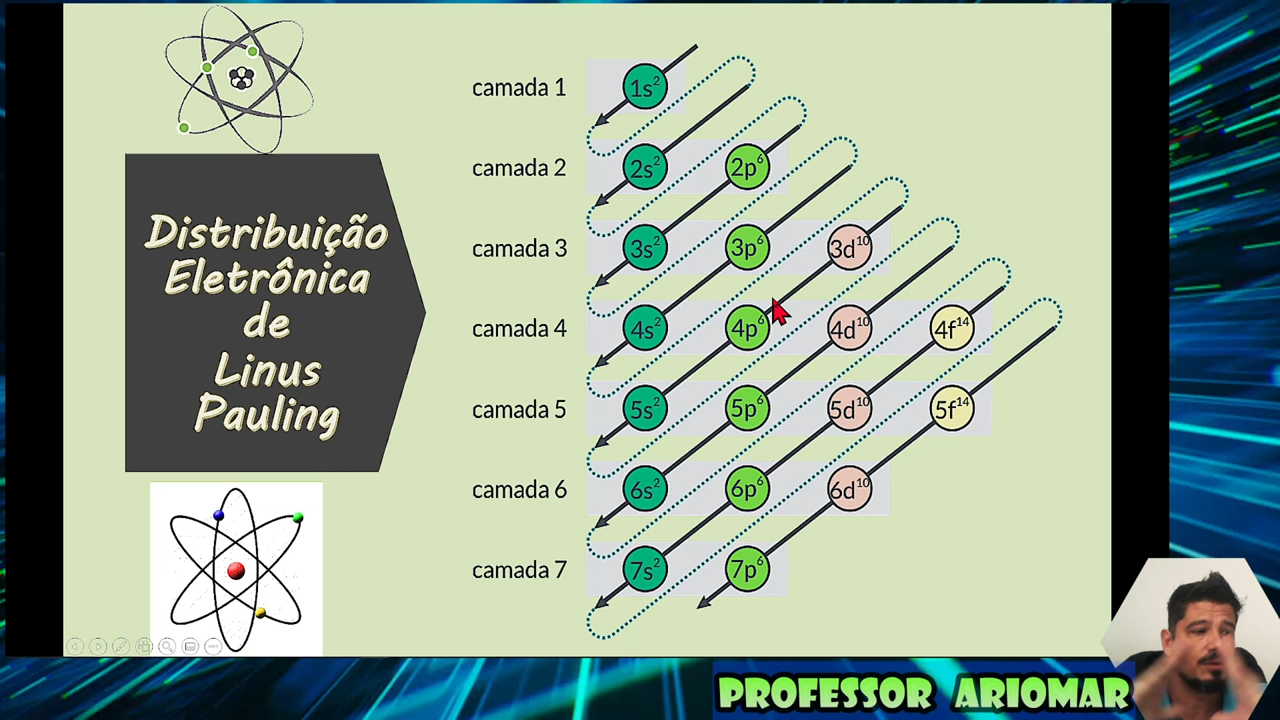 Distribuição
Eletrônica
de
Linus
Pauling
camada 1 1s²
camada 2 2s² 2p⁶
camada 3 3s² 3p⁶ 3d¹⁰
camada 4 4s² 4p⁶ 4d¹⁰ 4f¹⁴
camada 5 5s² 5p⁶ 5d¹⁰ 5f¹⁴
camada 6 6s² 6p⁶ 6d¹⁰
camada 7 7s² 7p⁶
PROFESSOR ARIOMAR